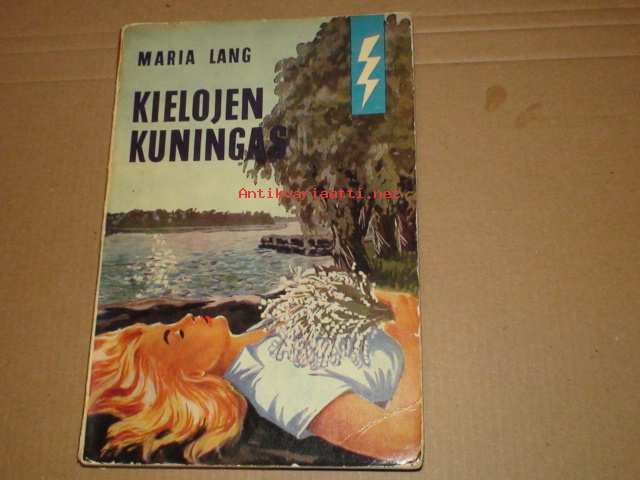 MARIA LANG
KIELOJEN
KUNINGAS
Antikvariaatti.net